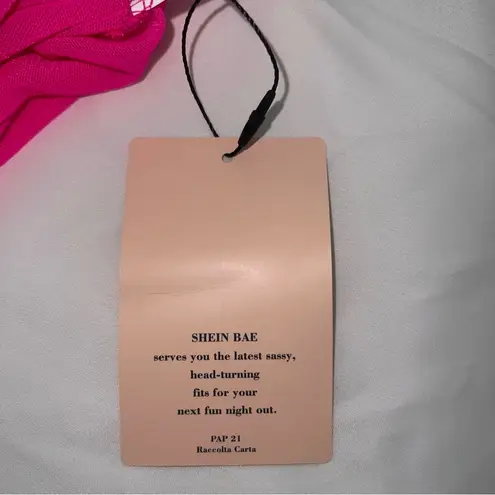 SHEIN BAE
serves you the latest sassy,
head-turning
fits for your
next fun night out.
PAP 21
Raccolta Carta